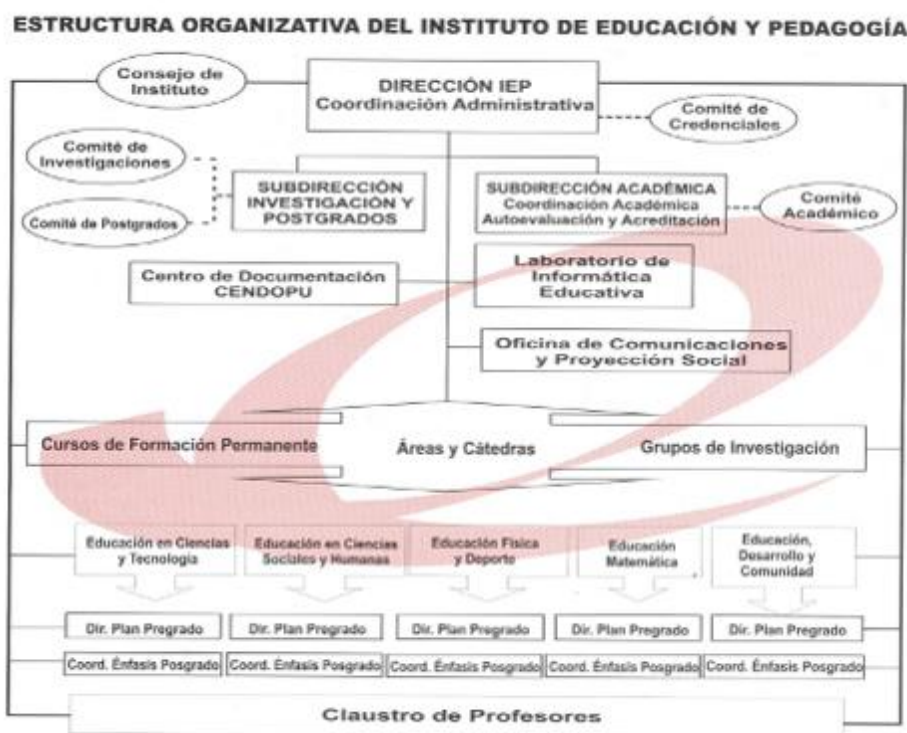 ESTRUCTURA ORGANIZATIVA DEL INSTITUTO DE EDUCACIÓN Y PEDAGOGÍA
Consejo de
Instituto
DIRECCIÓN IEP
Coordinación Administrativa
Comité de
Credenciales
Comité de
Investigaciones
Comité de Postgrados
SUBDIRECCIÓN
INVESTIGACIÓN Y
POSTGRADOS
SUBDIRECCIÓN ACADÉMICA
Coordinación Académica
Autoevaluación y Acreditación
Comité
Académico
Centro de Documentación
CENDOPU
Laboratorio de
Informática
Educativa
Oficina de Comunicaciones
y Proyección Social
Cursos de Formación Permanente
Áreas y Cátedras
Grupos de Investigación
Educación en Ciencias
y Tecnología
Educación en Ciencias
Sociales y Humanas
Educación Física
y Deporte
Educación
Matemática
Educación,
Desarrollo y
Comunidad
Dir. Plan Pregrado
Dir. Plan Pregrado
Dir. Plan Pregrado
Dir. Plan Pregrado
Dir. Plan Pregrado
Coord. Énfasis Posgrado
Coord. Énfasis Posgrado
Coord. Énfasis Posgrado
Coord. Énfasis Posgrado
Coord. Énfasis Posgrado
Claustro de Profesores